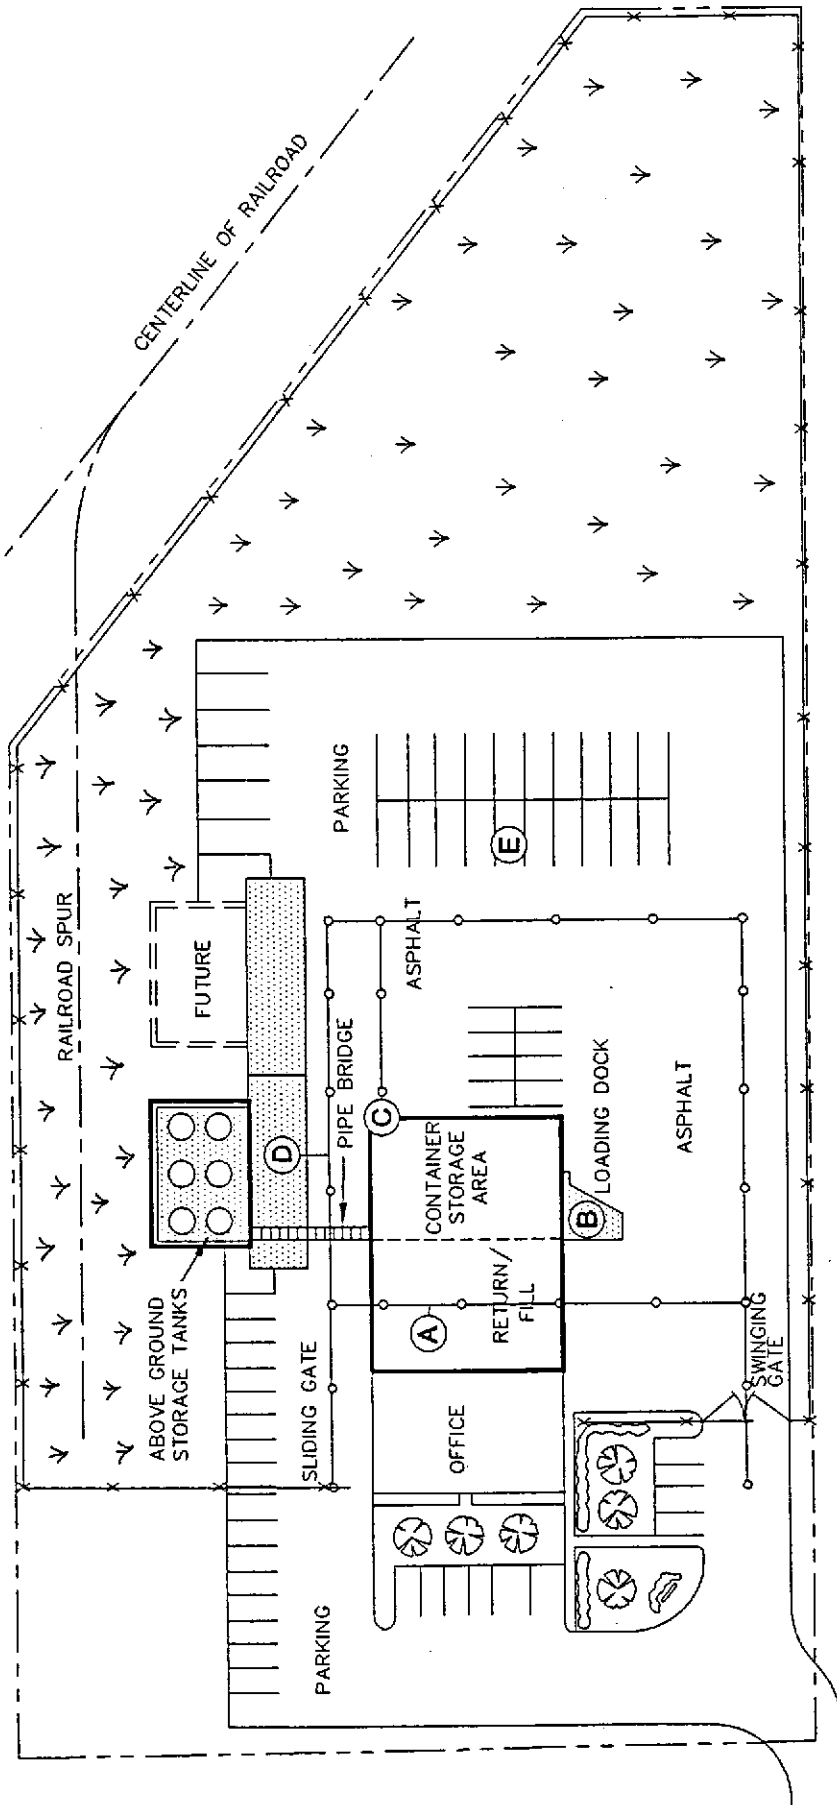 CENTERLINE OF RAILROAD
RAILROAD SPUR
FUTURE
PARKING
E
ASPHALT
ABOVE GROUND
STORAGE TANKS
D
PIPE BRIDGE
C
CONTAINER
STORAGE
AREA
RETURN/
FILL
A
B
LOADING DOCK
ASPHALT
SLIDING GATE
OFFICE
SWINGING
GATE
PARKING